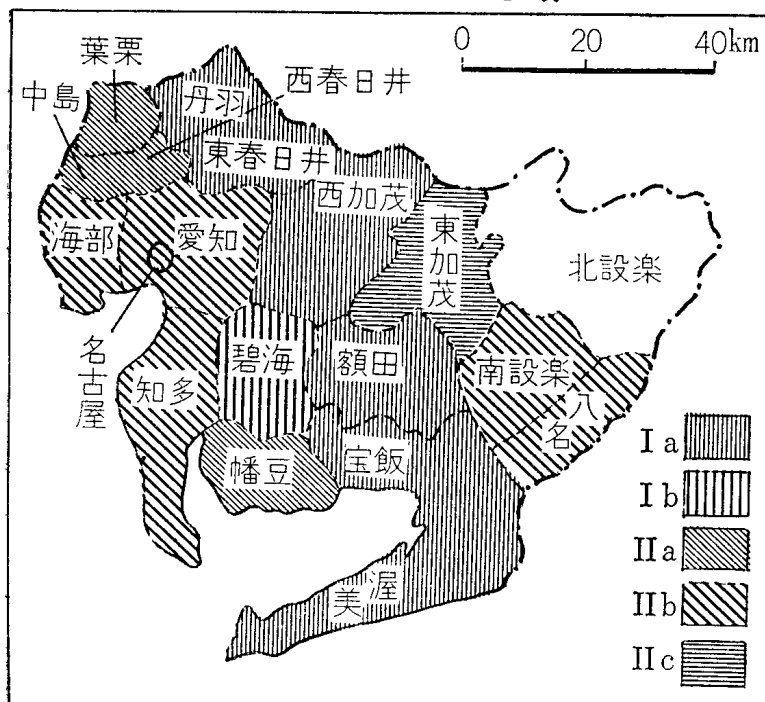 0 20 40km
葉栗
中島
西春日井
丹羽
東春日井
西加茂
海部
愛知
東加茂
北設楽
名古屋
知多
碧海
額田
南設楽
八名
幡豆
宝飯
渥美
Ⅰa
Ⅰb
Ⅱa
Ⅱb
Ⅱc